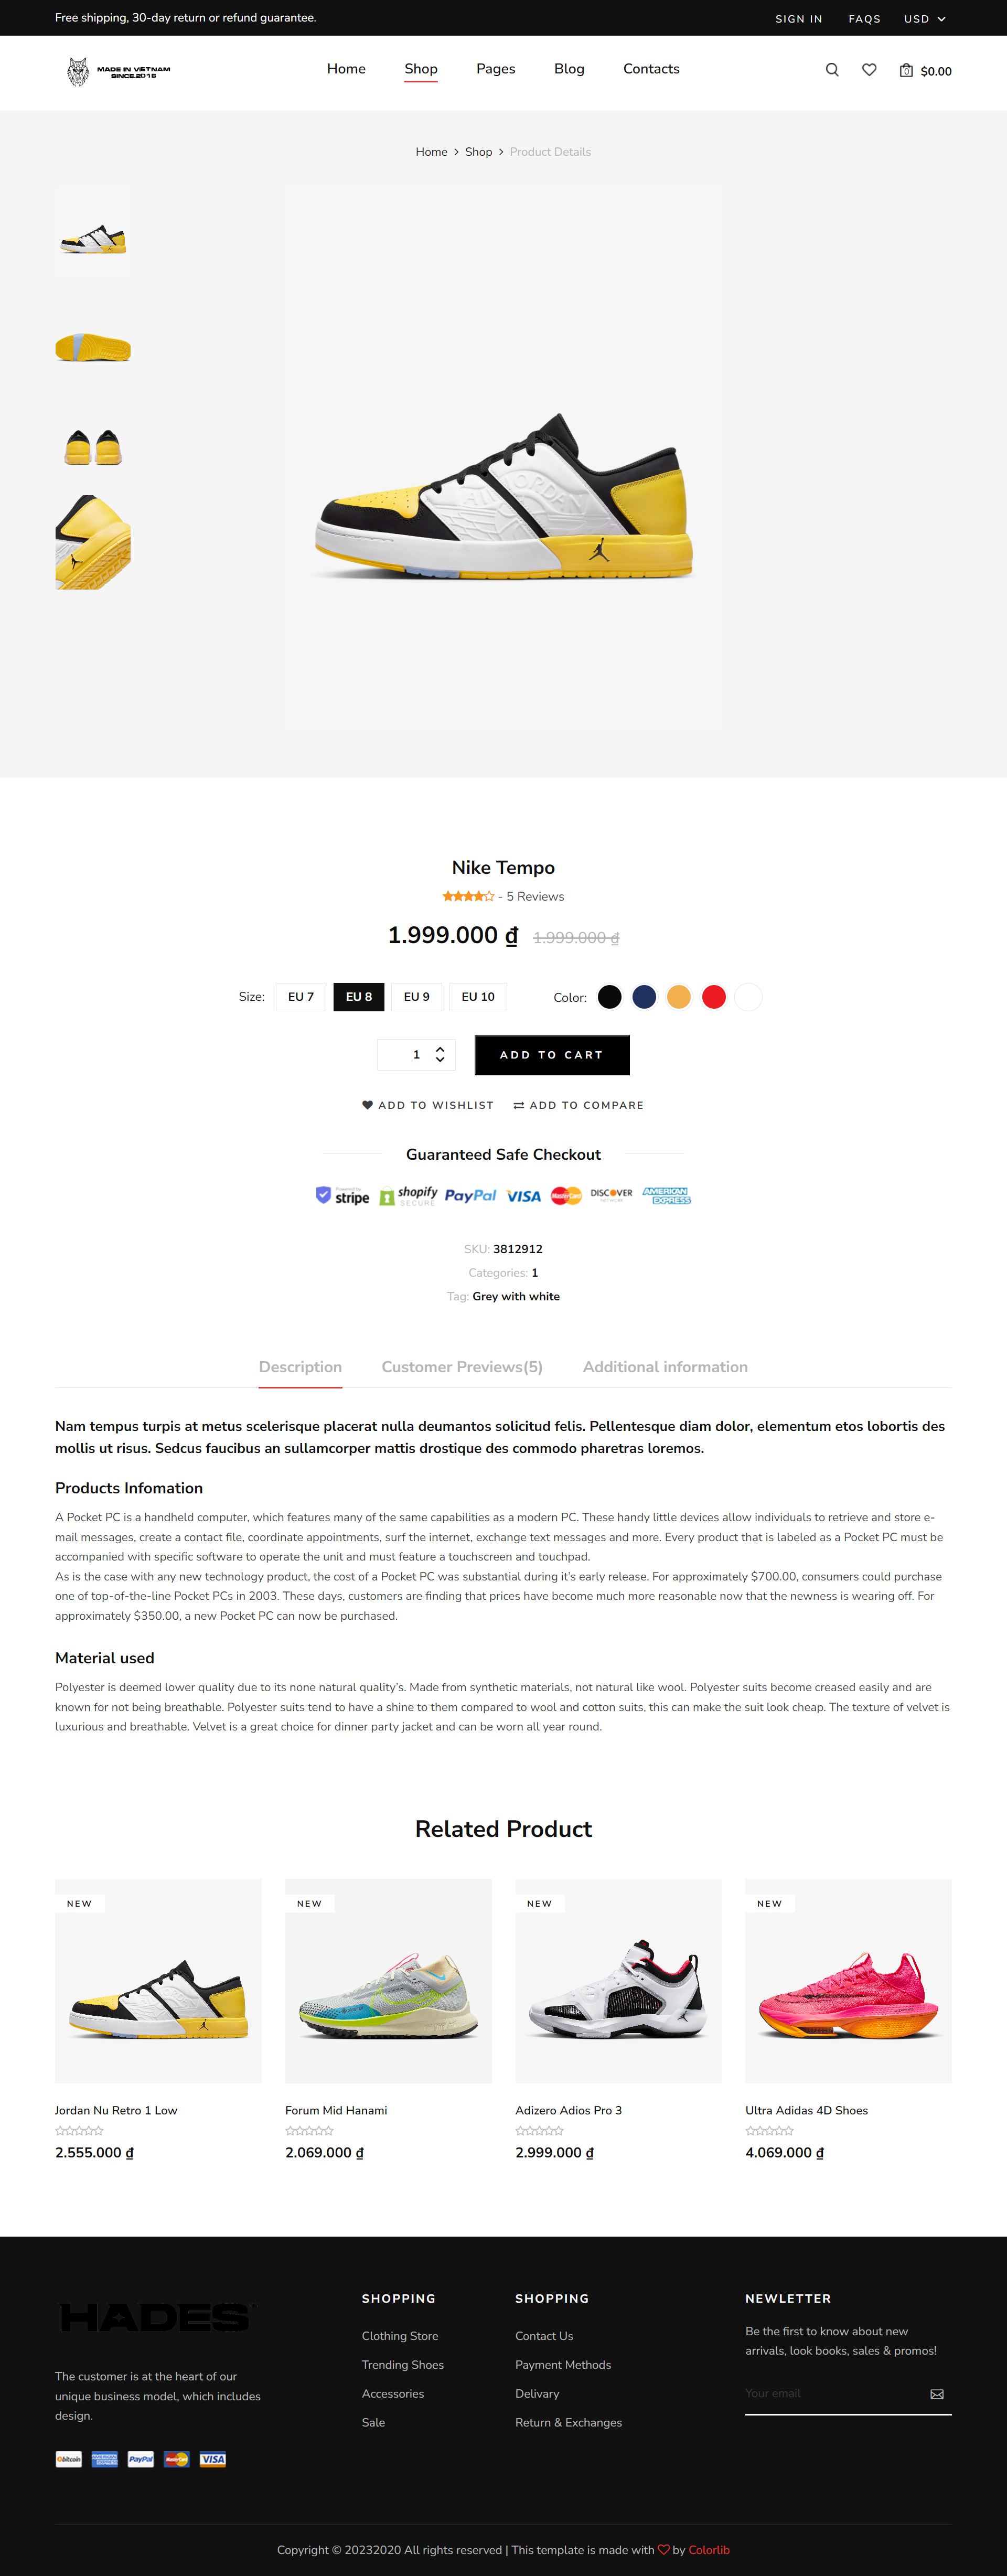 Free shipping, 30-day return or refund guarantee.
SIGN IN FAQS USD
MADE IN VIETNAM
SINCE.2018
Home Shop Pages Blog Contacts
0 $0.00
Home > Shop > Product Details
Nike Tempo
- 5 Reviews
1.999.000 ₫ 1.999.000 ₫
Size: EU 7 EU 8 EU 9 EU 10 Color:
1 ADD TO CART
ADD TO WISHLIST ADD TO COMPARE
Guaranteed Safe Checkout
Powered by stripe shopify SECURE PayPal VISA MasterCard DISCOVER AMERICAN EXPRESS
SKU: 3812912
Categories: 1
Tag: Grey with white
Description Customer Previews(5) Additional information
Nam tempus turpis at metus scelerisque placerat nulla deumantos solicitud felis. Pellentesque diam dolor, elementum etos lobortis des
mollis ut risus. Sedcus faucibus an sullamcorper mattis drostique des commodo pharetras loremos.
Products Infomation
A Pocket PC is a handheld computer, which features many of the same capabilities as a modern PC. These handy little devices allow individuals to retrieve and store e-
mail messages, create a contact file, coordinate appointments, surf the internet, exchange text messages and more. Every product that is labeled as a Pocket PC must be
accompanied with specific software to operate the unit and must feature a touchscreen and touchpad.
As is the case with any new technology product, the cost of a Pocket PC was substantial during it's early release. For approximately $700.00, consumers could purchase
one of top-of-the-line Pocket PCs in 2003. These days, customers are finding that prices have become much more reasonable now that the newness is wearing off. For
approximately $350.00, a new Pocket PC can now be purchased.
Material used
Polyester is deemed lower quality due to its none natural quality's. Made from synthetic materials, not natural like wool. Polyester suits become creased easily and are
known for not being breathable. Polyester suits tend to have a shine to them compared to wool and cotton suits, this can make the suit look cheap. The texture of velvet is
luxurious and breathable. Velvet is a great choice for dinner party jacket and can be worn all year round.
Related Product
NEW NEW NEW NEW
Jordan Nu Retro 1 Low Forum Mid Hanami Adizero Adios Pro 3 Ultra Adidas 4D Shoes
2.555.000 ₫ 2.069.000 ₫ 2.999.000 ₫ 4.069.000 ₫
HADES
The customer is at the heart of our
unique business model, which includes
design.
bitcoin AMERICAN EXPRESS PayPal MasterCard VISA
SHOPPING
Clothing Store
Trending Shoes
Accessories
Sale
SHOPPING
Contact Us
Payment Methods
Delivary
Return & Exchanges
NEWLETTER
Be the first to know about new
arrivals, look books, sales & promos!
Your email
Copyright © 20232020 All rights reserved | This template is made with by Colorlib